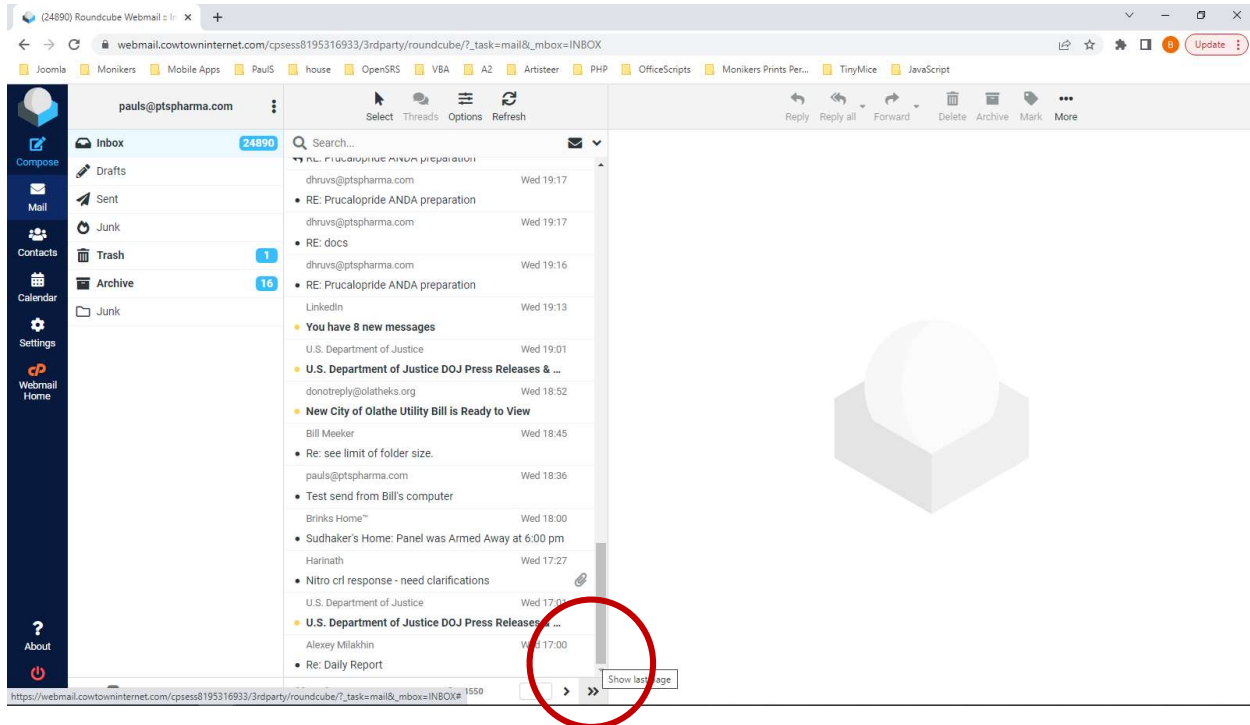 (24890) Roundcube Webmail :: In
webmail.cowtowninternet.com/cpsess8195316933/3rdparty/roundcube/?_task=mail&_mbox=INBOX
Update
Joomla Monikers Mobile Apps PaulS house OpenSRS VBA A2 Artisteer PHP OfficeScripts Monikers Prints Per... TinyMice JavaScript
pauls@ptspharma.com
Select Threads Options Refresh
Reply Reply all Forward Delete Archive Mark More
Compose
Mail
Contacts
Calendar
Settings
Webmail
Home
?
About
Inbox 24890
Drafts
Sent
Junk
Trash 1
Archive 16
Junk
Search...
RE: Prucalopride ANDA preparation
dhruvs@ptspharma.com Wed 19:17
RE: Prucalopride ANDA preparation
dhruvs@ptspharma.com Wed 19:17
RE: docs
dhruvs@ptspharma.com Wed 19:16
RE: Prucalopride ANDA preparation
LinkedIn Wed 19:13
You have 8 new messages
U.S. Department of Justice Wed 19:01
U.S. Department of Justice DOJ Press Releases & ...
donotreply@olatheks.org Wed 18:52
New City of Olathe Utility Bill is Ready to View
Bill Meeker Wed 18:45
Re: see limit of folder size.
pauls@ptspharma.com Wed 18:36
Test send from Bill's computer
Brinks Home™ Wed 18:00
Sudhaker's Home: Panel was Armed Away at 6:00 pm
Harinath Wed 17:27
Nitro crl response - need clarifications
U.S. Department of Justice Wed 17:01
U.S. Department of Justice DOJ Press Releases & ...
Alexey Milakhin Wed 17:00
Re: Daily Report
Show last page
https://webmail.cowtowninternet.com/cpsess8195316933/3rdparty/roundcube/?_task=mail&_mbox=INBOX#